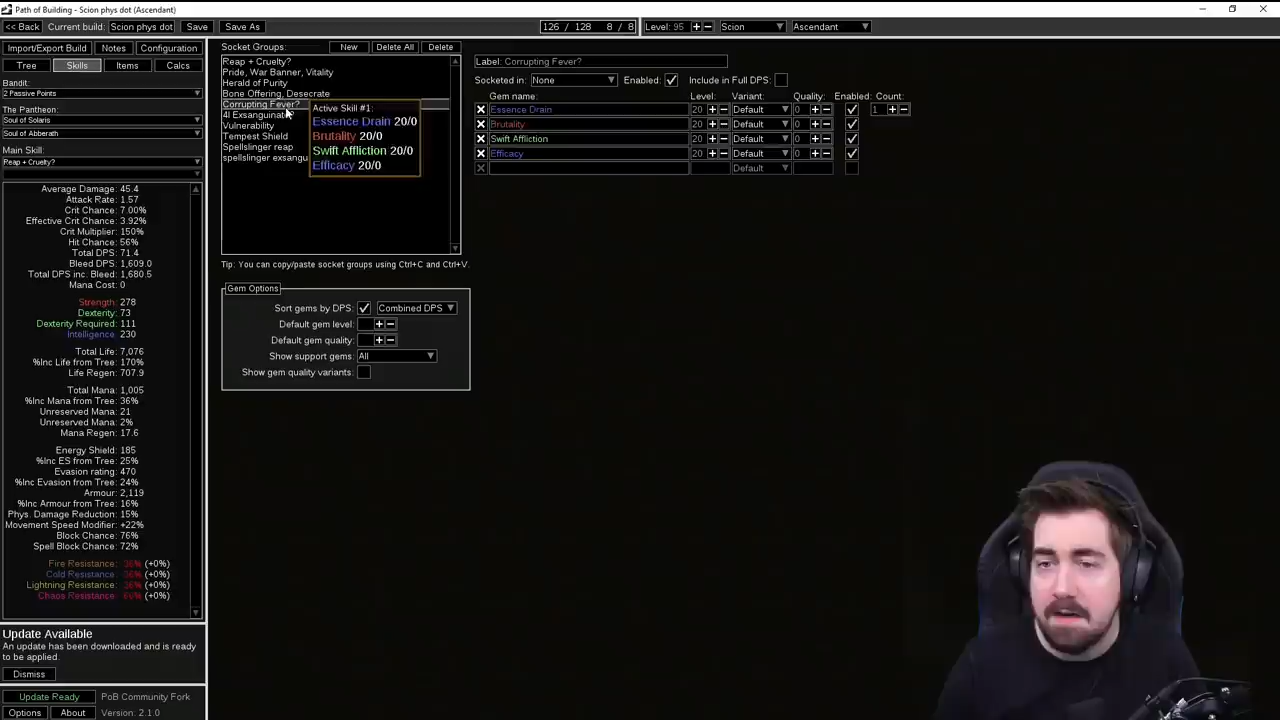 Path of Building - Scion phys dot (Ascendant)
<< Back Current build: Scion phys dot Save Save As 126 / 128 8 / 8 Level: 95 + - Scion Ascendant
Import/Export Build Notes Configuration
Tree Skills Items Calcs
Bandit:
2 Passive Points
The Pantheon:
Soul of Solaris
Soul of Abberath
Main Skill:
Reap + Cruelty?
Average Damage: 45.4
Attack Rate: 1.57
Crit Chance: 7.00%
Effective Crit Chance: 3.92%
Crit Multiplier: 150%
Hit Chance: 56%
Total DPS: 71.4
Bleed DPS: 1,609.0
Total DPS inc. Bleed: 1,680.5
Mana Cost: 0
Strength: 278
Dexterity: 73
Dexterity Required: 111
Intelligence: 230
Total Life: 7,076
%Inc Life from Tree: 170%
Life Regen: 707.9
Total Mana: 1,005
%Inc Mana from Tree: 36%
Unreserved Mana: 21
Unreserved Mana: 2%
Mana Regen: 17.6
Energy Shield: 185
%Inc ES from Tree: 25%
Evasion rating: 470
%Inc Evasion from Tree: 24%
Armour: 2,119
%Inc Armour from Tree: 16%
Phys. Damage Reduction: 15%
Movement Speed Modifier: +22%
Block Chance: 76%
Spell Block Chance: 72%
Fire Resistance: 36% (+0%)
Cold Resistance: 36% (+0%)
Lightning Resistance: 36% (+0%)
Chaos Resistance: (+0%)
Update Available
An update has been downloaded and is ready
to be applied.
Dismiss
Update Ready PoB Community Fork
Options About Version: 2.1.0
Socket Groups: New Delete All Delete
Reap + Cruelty?
Pride, War Banner, Vitality
Herald of Purity
Bone Offering, Desecrate
Corrupting Fever?
4l Exsanguinate
Vulnerability
Tempest Shield
Spellslinger reap
spellslinger exsangu
Active Skill #1:
Essence Drain 20/0
Brutality 20/0
Swift Affliction 20/0
Efficacy 20/0
Tip: You can copy/paste socket groups using Ctrl+C and Ctrl+V.
Gem Options
Sort gems by DPS: Combined DPS
Default gem level: + -
Default gem quality: + -
Show support gems: All
Show gem quality variants:
Label: Corrupting Fever?
Socketed in: None Enabled: Include in Full DPS:
Gem name: Level: Variant: Quality: Enabled: Count:
Essence Drain 20 + - Default 0 + - 1 + -
Brutality 20 + - Default 0 + -
Swift Affliction 20 + - Default 0 + -
Efficacy 20 + - Default 0 + -
+ - Default + -